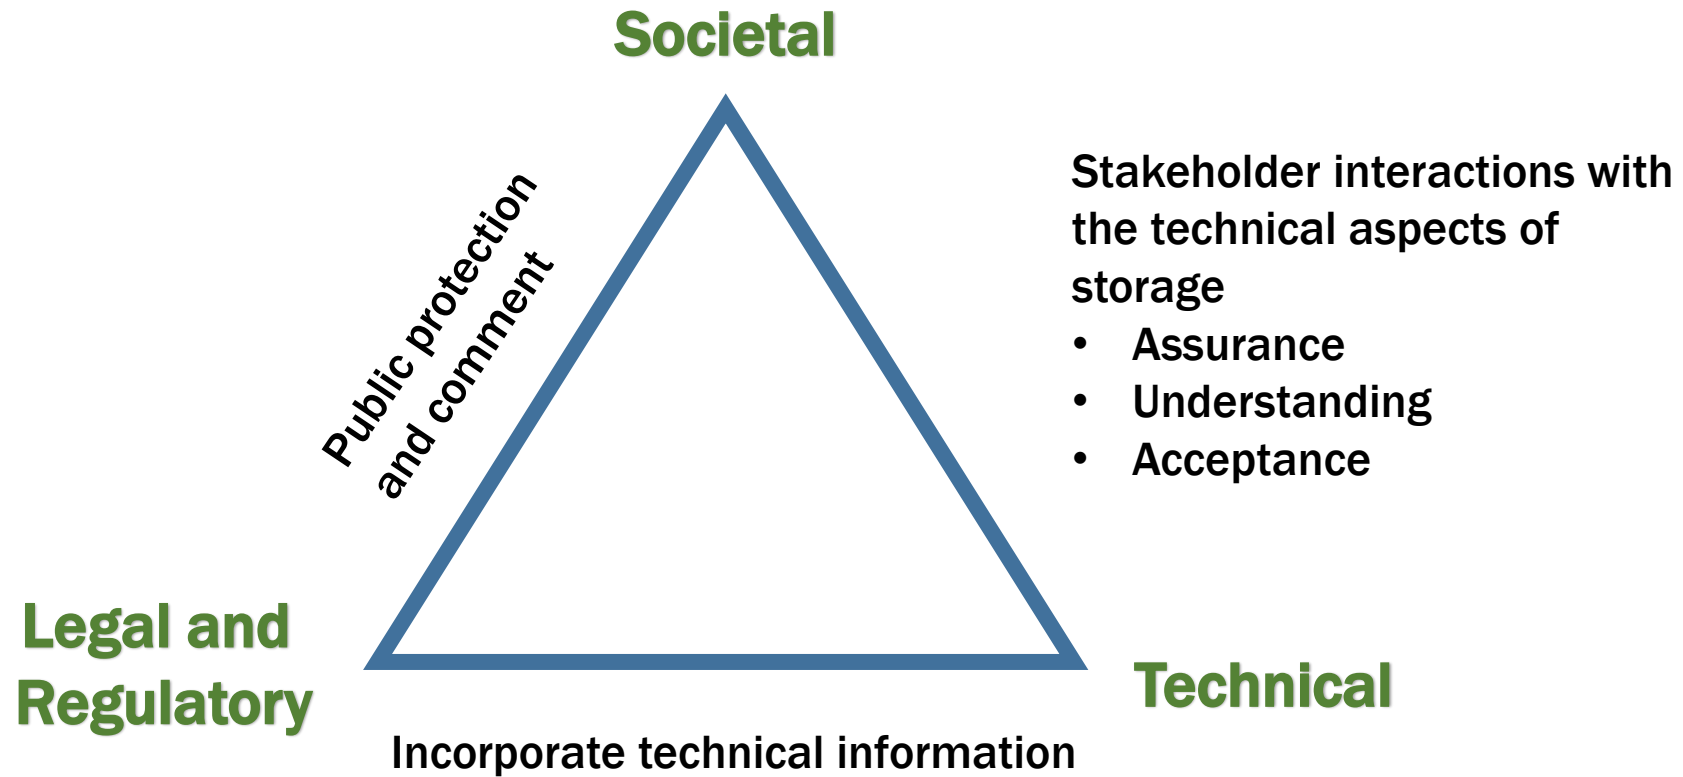 Societal
Public protection
and comment
Stakeholder interactions with
the technical aspects of
storage
• Assurance
• Understanding
• Acceptance
Legal and
Regulatory
Technical
Incorporate technical information